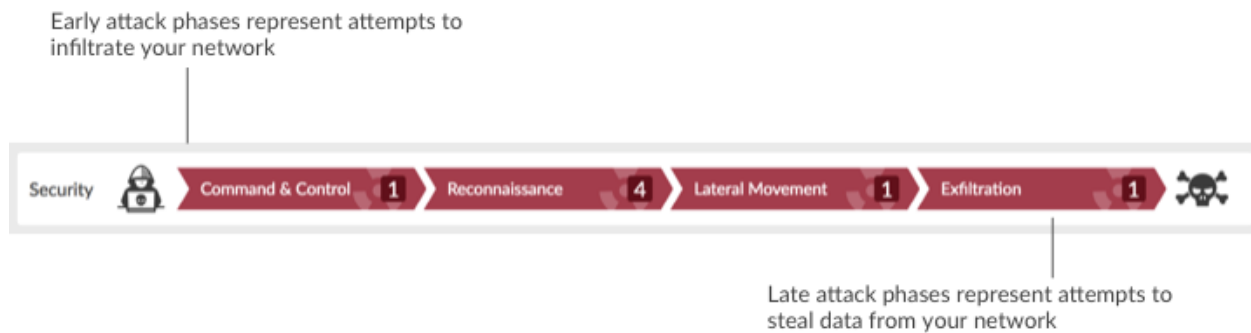 Early attack phases represent attempts to
infiltrate your network
Security
Command & Control 1
Reconnaissance 4
Lateral Movement 1
Exfiltration 1
Late attack phases represent attempts to
steal data from your network